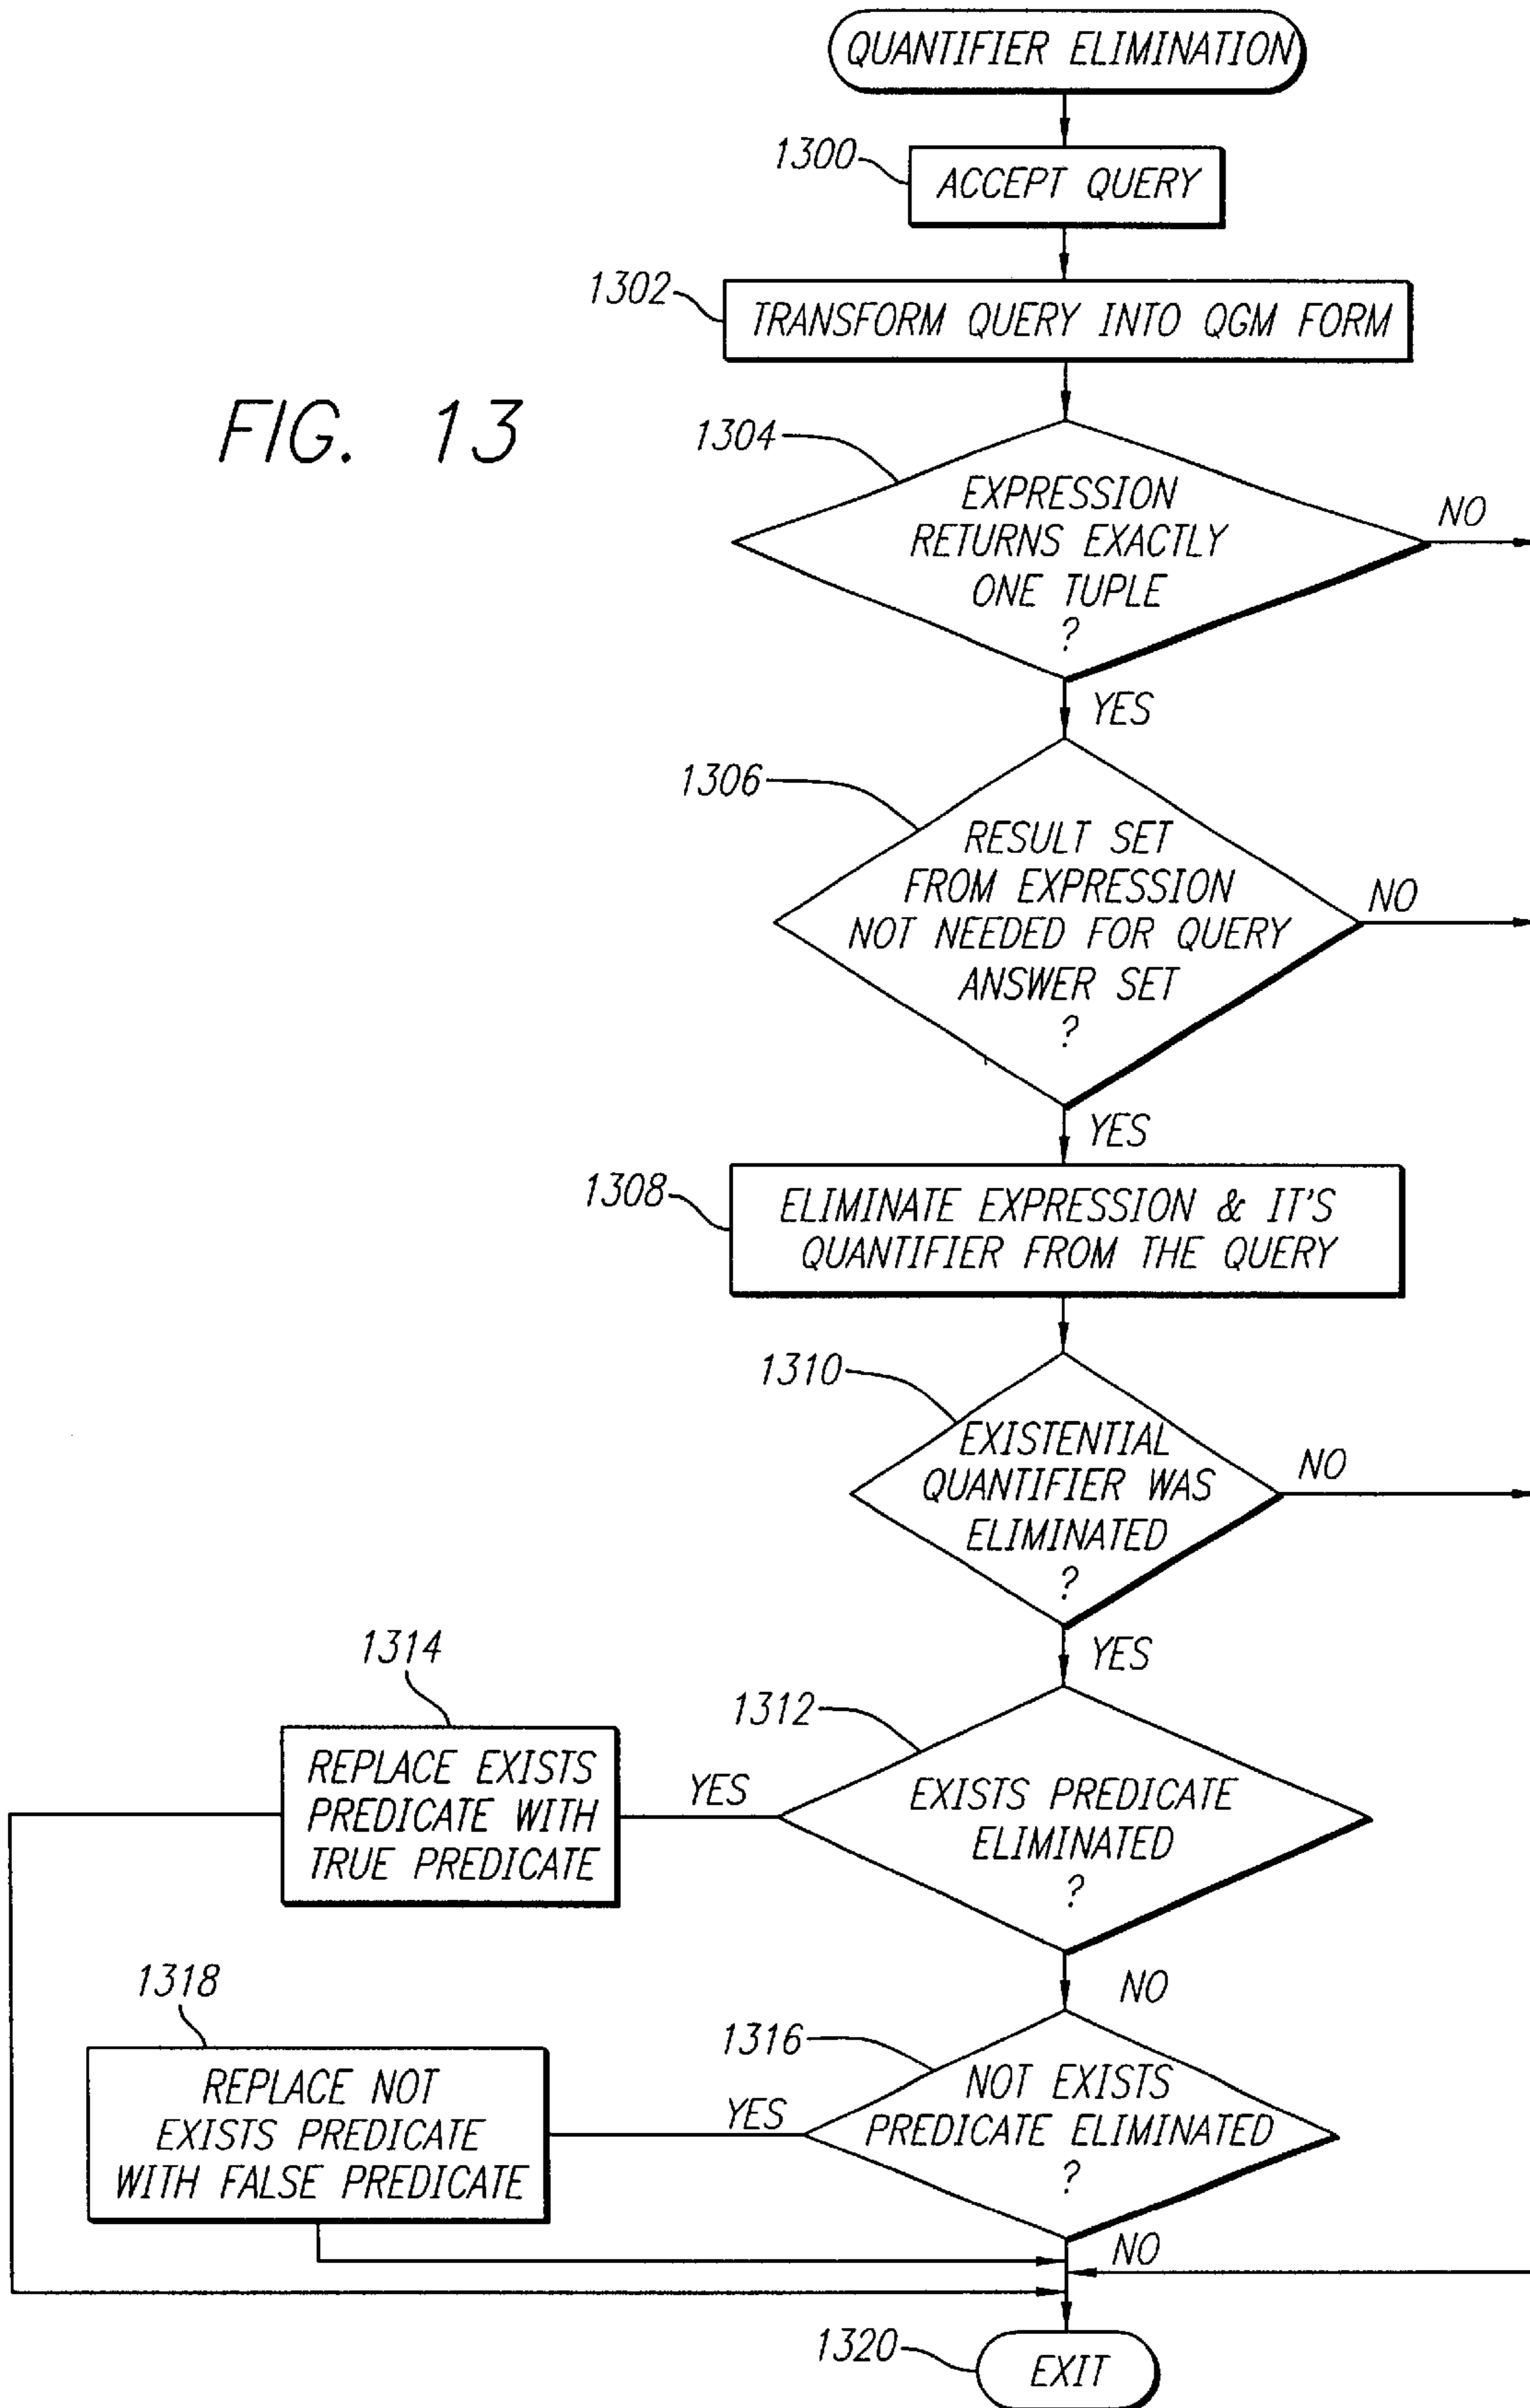 QUANTIFIER ELIMINATION
1300
ACCEPT QUERY
1302
TRANSFORM QUERY INTO QGM FORM
FIG. 13
1304
EXPRESSION
RETURNS EXACTLY
ONE TUPLE
?
NO
YES
1306
RESULT SET
FROM EXPRESSION
NOT NEEDED FOR QUERY
ANSWER SET
?
NO
YES
1308
ELIMINATE EXPRESSION & IT'S
QUANTIFIER FROM THE QUERY
1310
EXISTENTIAL
QUANTIFIER WAS
ELIMINATED
?
NO
YES
1312
EXISTS PREDICATE
ELIMINATED
?
YES
1314
REPLACE EXISTS
PREDICATE WITH
TRUE PREDICATE
NO
1316
NOT EXISTS
PREDICATE ELIMINATED
?
YES
1318
REPLACE NOT
EXISTS PREDICATE
WITH FALSE PREDICATE
NO
1320
EXIT